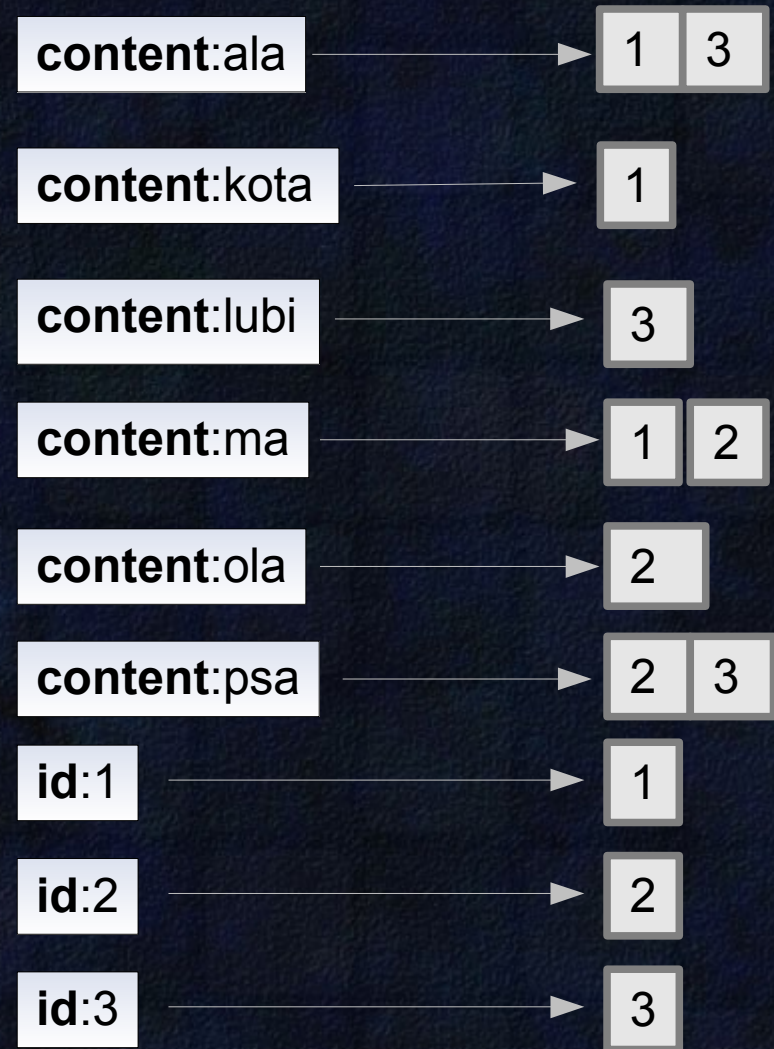 content:ala 1 3
content:kota 1
content:lubi 3
content:ma 1 2
content:ola 2
content:psa 2 3
id:1 1
id:2 2
id:3 3